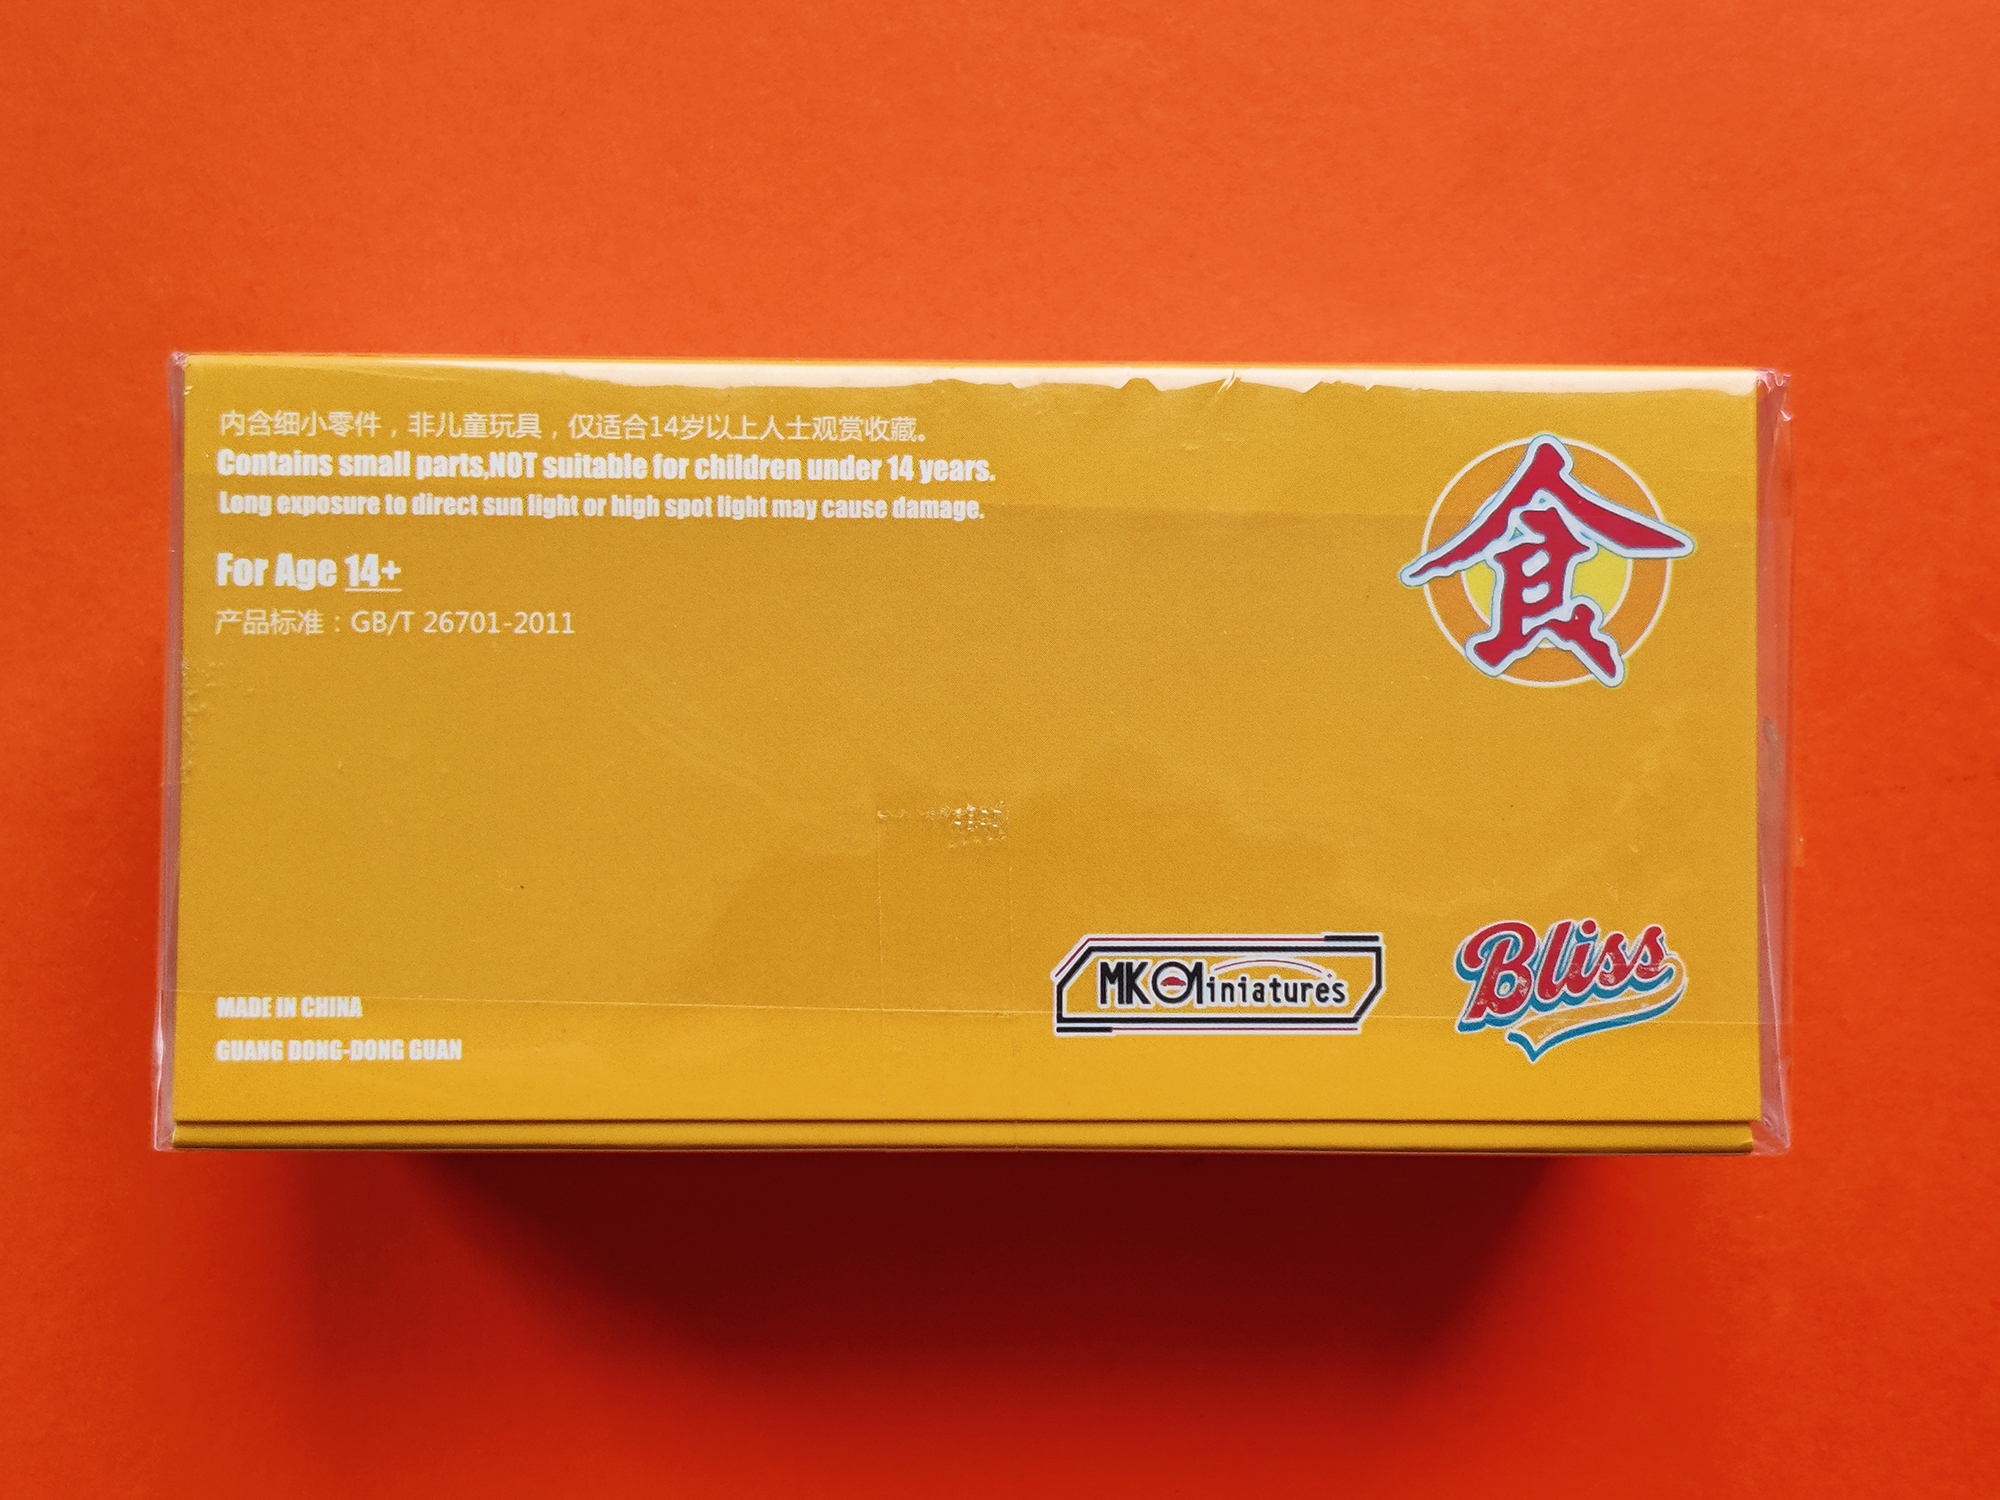 内含细小零件，非儿童玩具，仅适合14岁以上人士观赏收藏。
Contains small parts,NOT suitable for children under 14 years.
Long exposure to direct sun light or high spot light may cause damage.
For Age 14+
产品标准：GB/T 26701-2011
食
MK Miniatures
Bliss
MADE IN CHINA
GUANG DONG-DONG GUAN